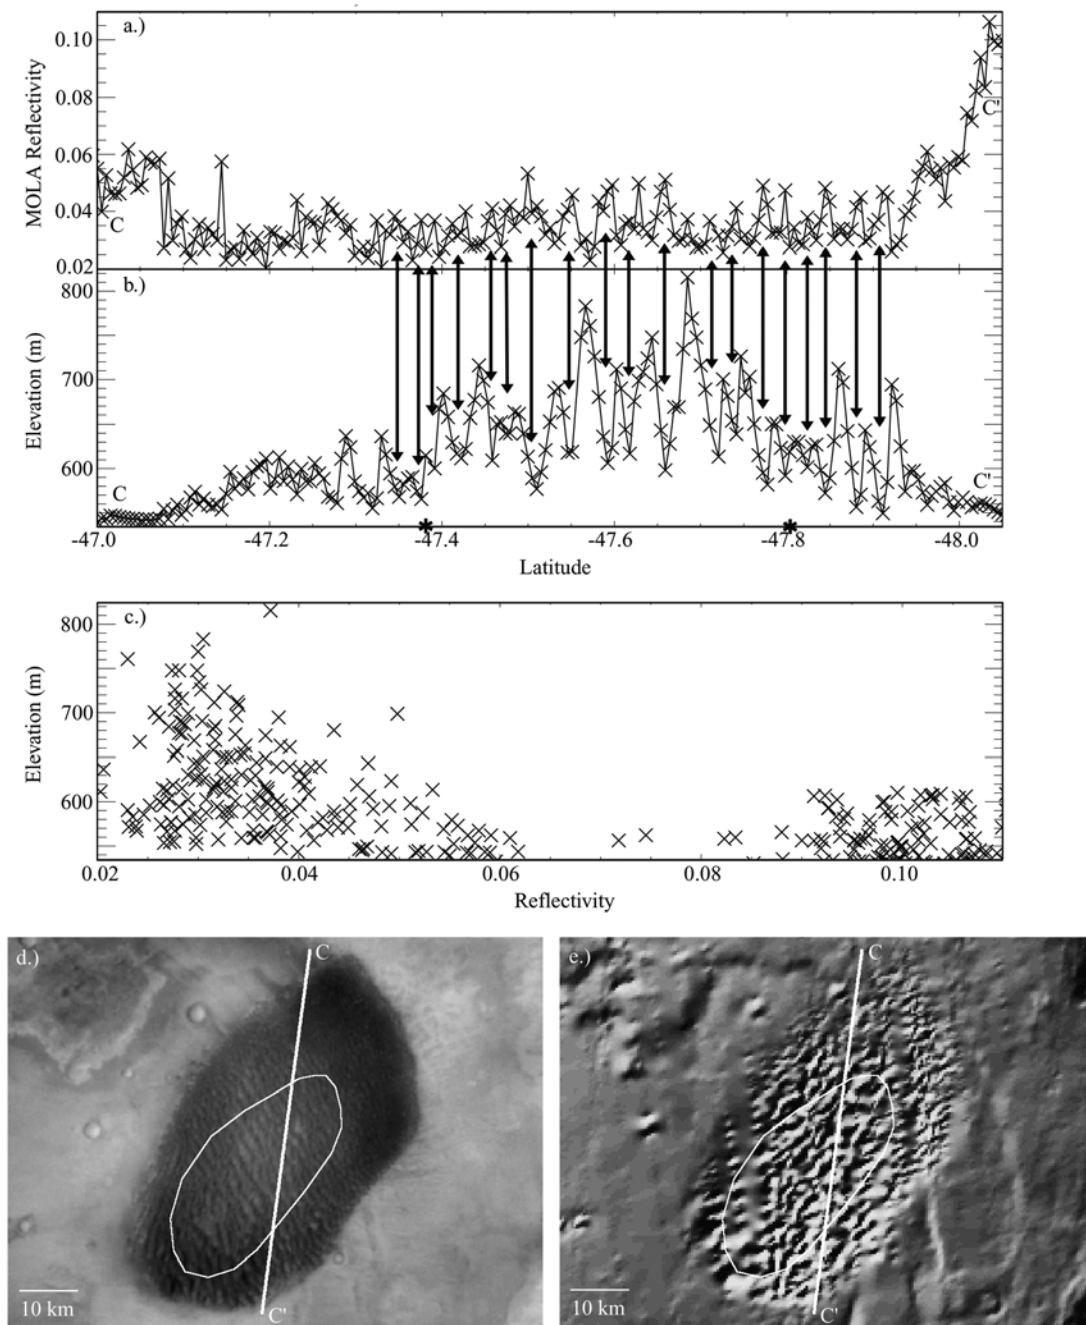 a.)
MOLA Reflectivity
0.10
0.08
0.06
0.04
0.02
C
C'
b.)
Elevation (m)
800
700
600
C
C'
* *
-47.0 -47.2 -47.4 -47.6 -47.8 -48.0
Latitude
c.)
Elevation (m)
800
700
600
0.02 0.04 0.06 0.08 0.10
Reflectivity
d.)
C
10 km
C'
e.)
C
10 km
C'